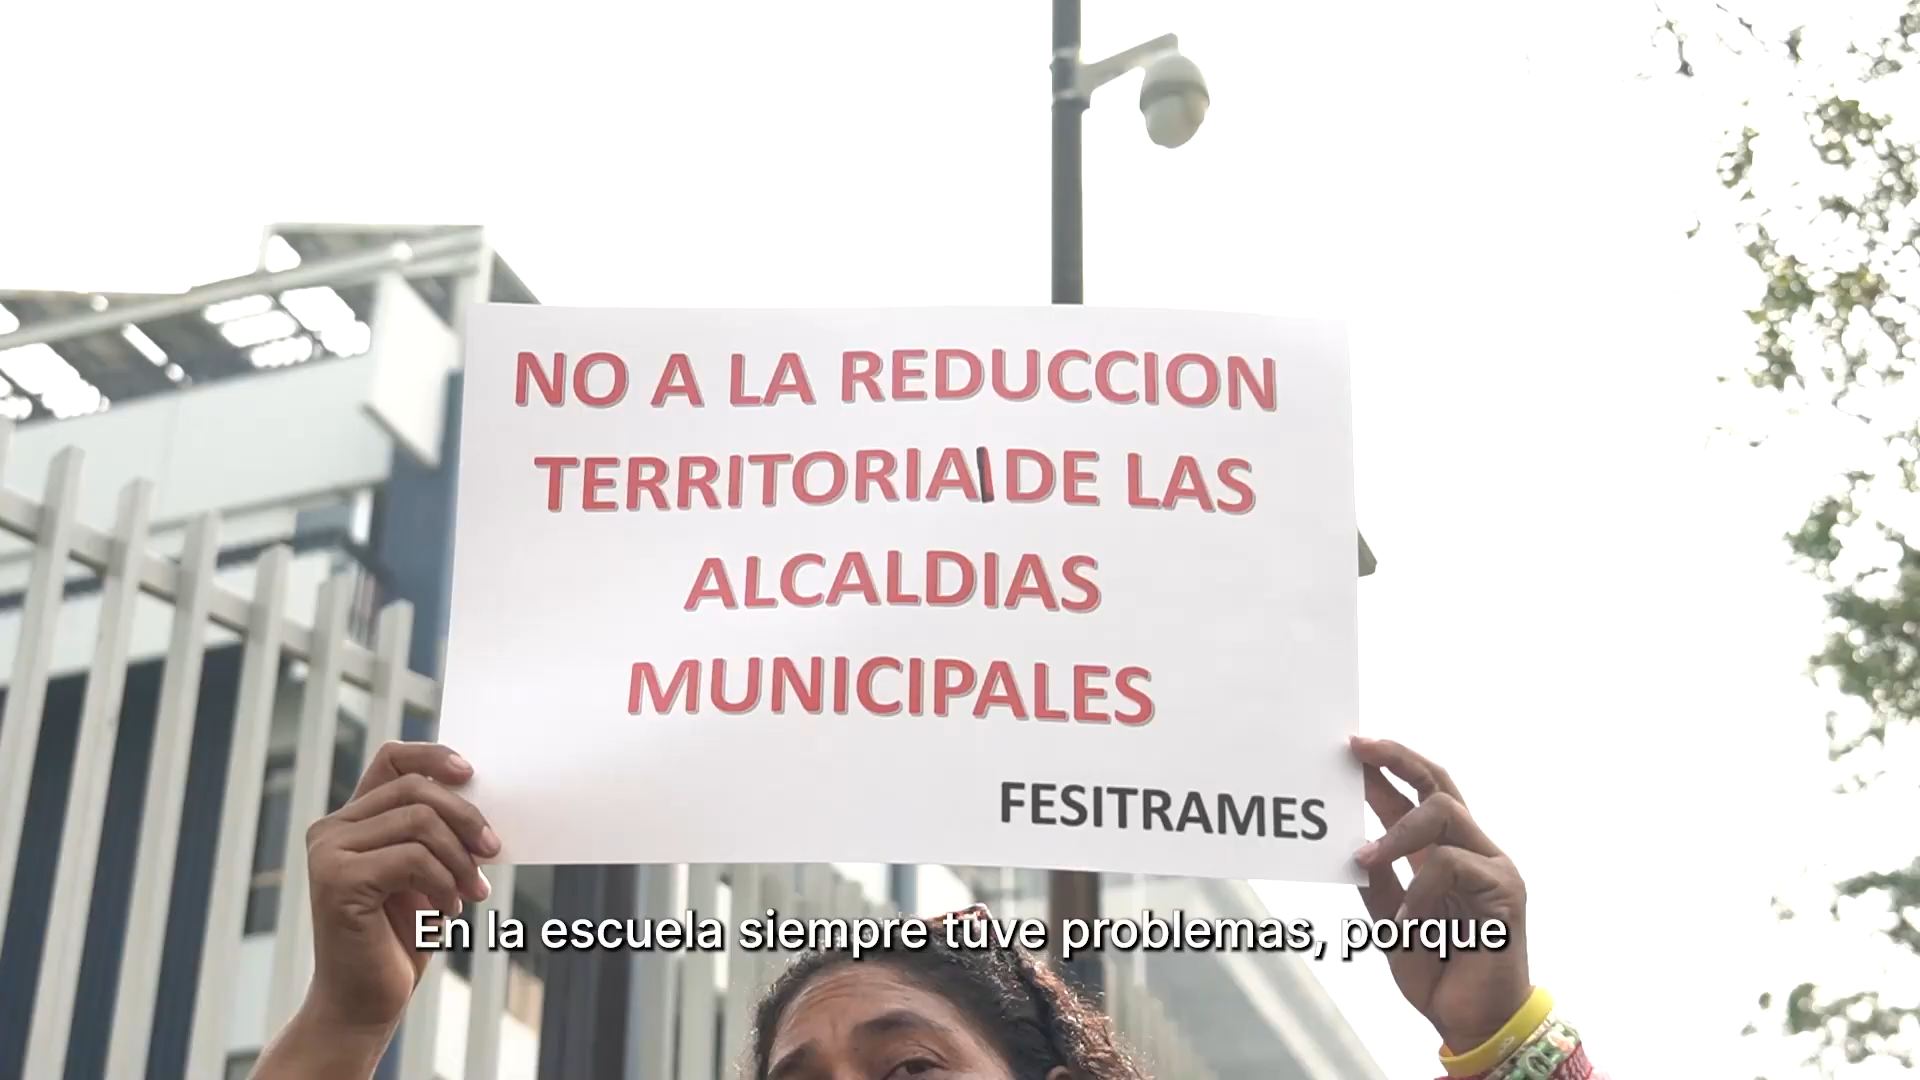 NO A LA REDUCCION
TERRITORIAl DE LAS
ALCALDIAS
MUNICIPALES
FESITRAMES
En la escuela siempre tuve problemas, porque